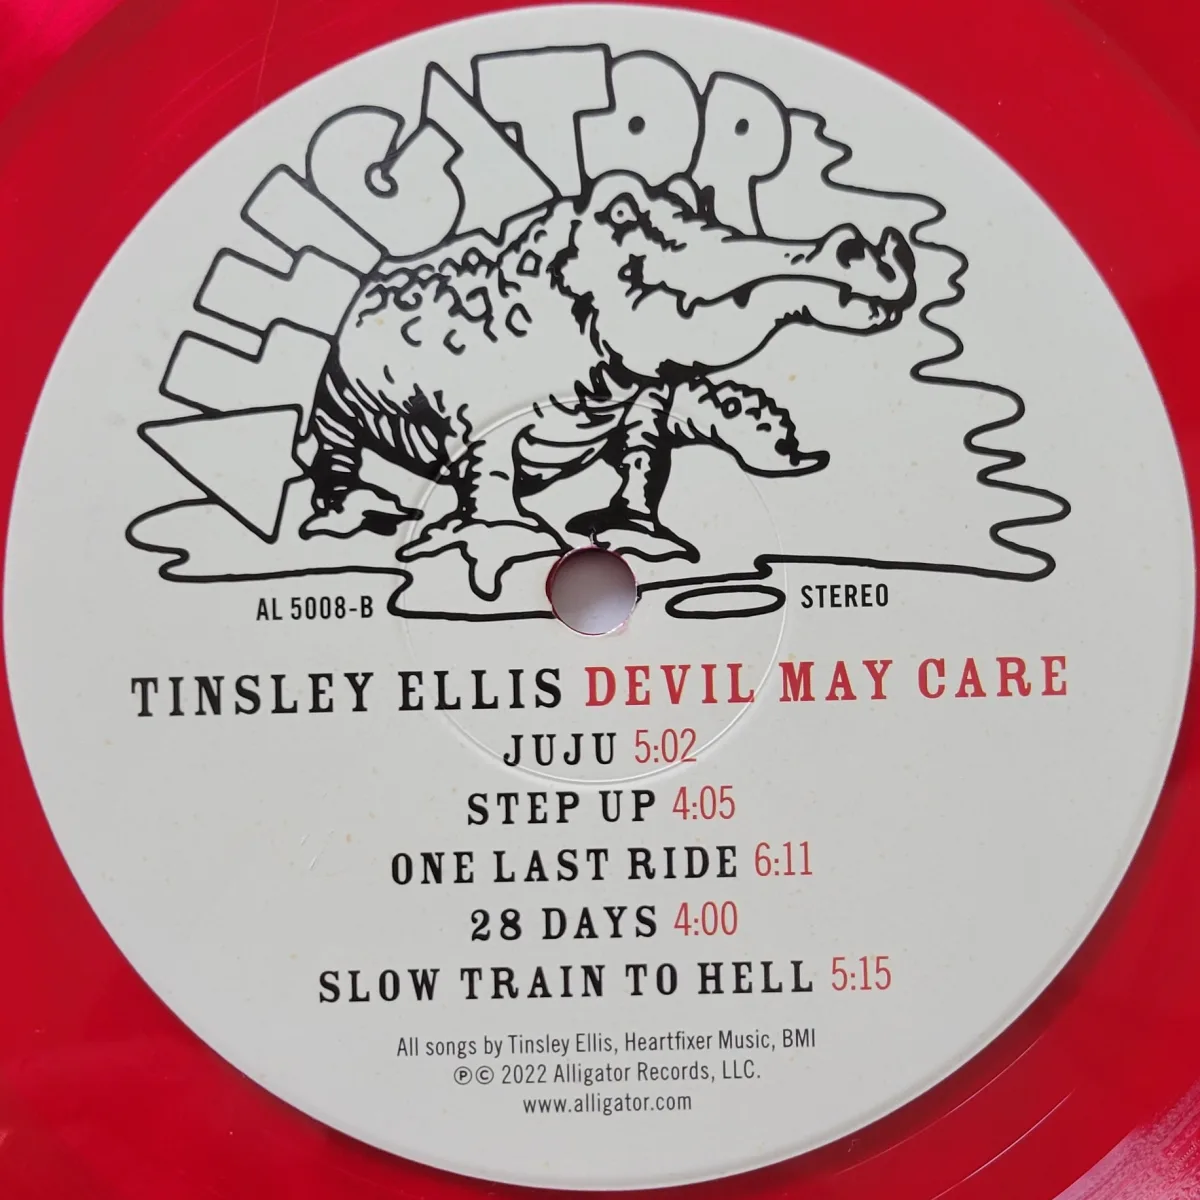 ALLIGATOR
AL 5008-B
STEREO
TINSLEY ELLIS DEVIL MAY CARE
JUJU 5:02
STEP UP 4:05
ONE LAST RIDE 6:11
28 DAYS 4:00
SLOW TRAIN TO HELL 5:15
All songs by Tinsley Ellis, Heartfixer Music, BMI
℗© 2022 Alligator Records, LLC.
www.alligator.com